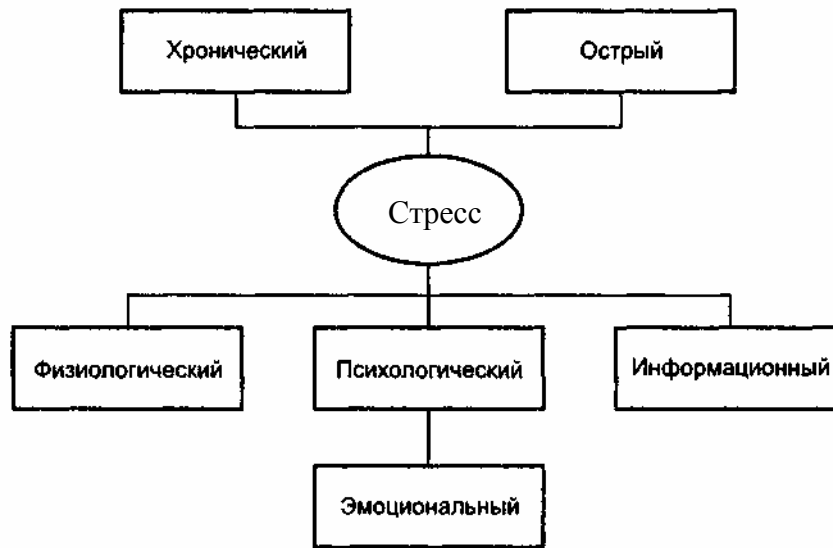 Хронический
Острый
Стресс
Физиологический
Психологический
Информационный
Эмоциональный